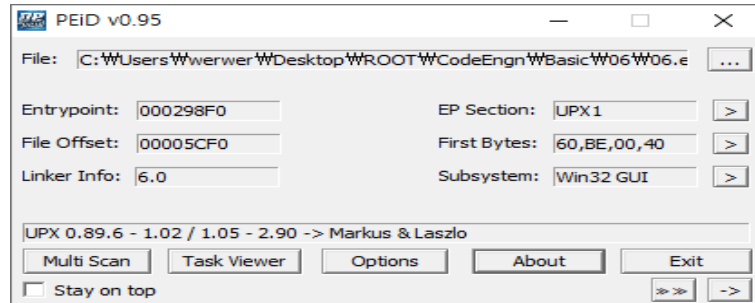 PEiD v0.95
File: C:₩Users₩werwer₩Desktop₩ROOT₩CodeEngn₩Basic₩06₩06.e ...
Entrypoint: 000298F0 EP Section: UPX1 >
File Offset: 00005CF0 First Bytes: 60,BE,00,40 >
Linker Info: 6.0 Subsystem: Win32 GUI >
UPX 0.89.6 - 1.02 / 1.05 - 2.90 -> Markus & Laszlo
Multi Scan Task Viewer Options About Exit
Stay on top >> ->